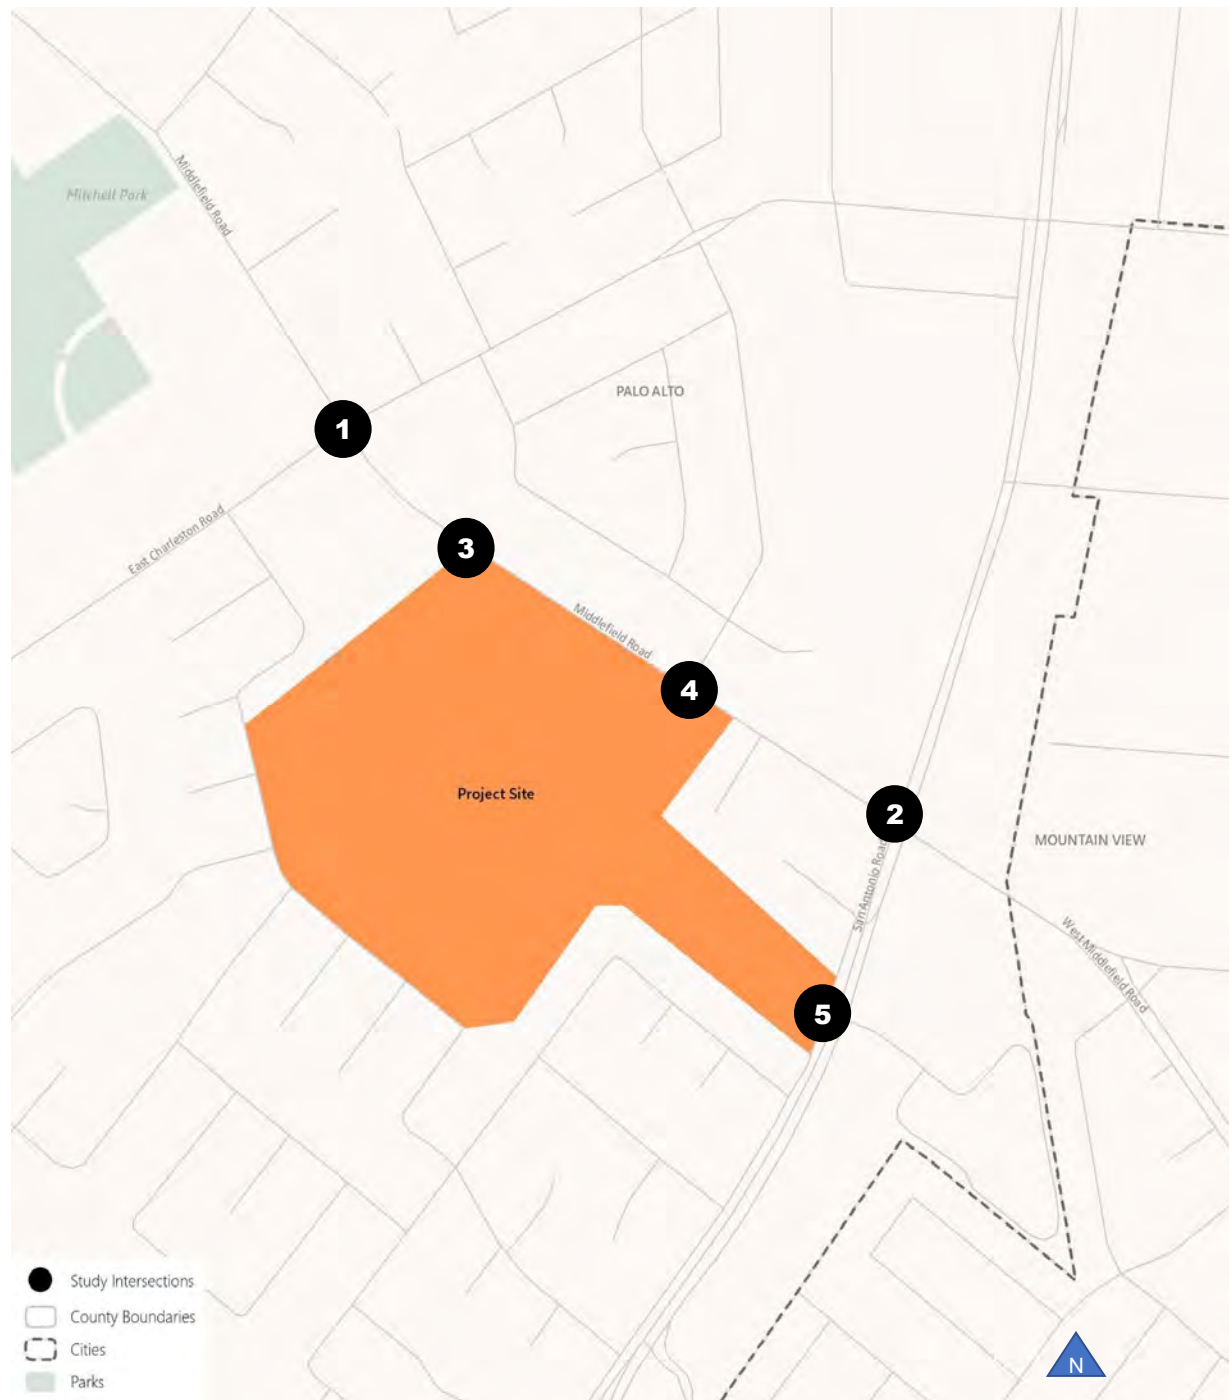 Mitchell Park
Middlefield Road
PALO ALTO
1
East Charleston Road
3
Middlefield Road
4
Project Site
2
San Antonio Road
MOUNTAIN VIEW
West Middlefield Road
5
Study Intersections
County Boundaries
Cities
Parks
N